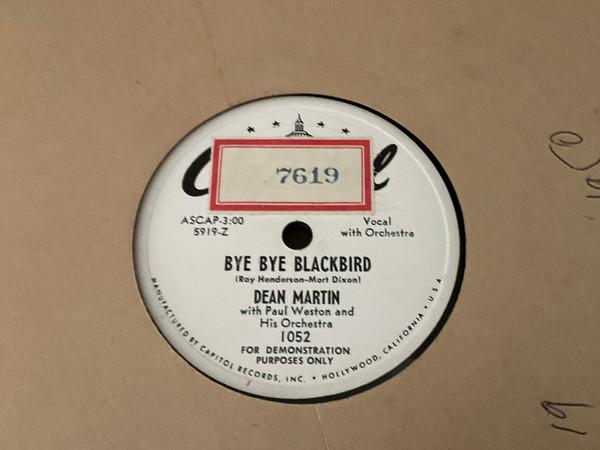 7619
ASCAP-3:00
5919-Z
Vocal
with Orchestra
BYE BYE BLACKBIRD
(Ray Henderson-Mort Dixon)
DEAN MARTIN
with Paul Weston and
His Orchestra
1052
FOR DEMONSTRATION
PURPOSES ONLY
MANUFACTURED BY CAPITOL RECORDS, INC. • HOLLYWOOD, CALIFORNIA • U.S.A.
19